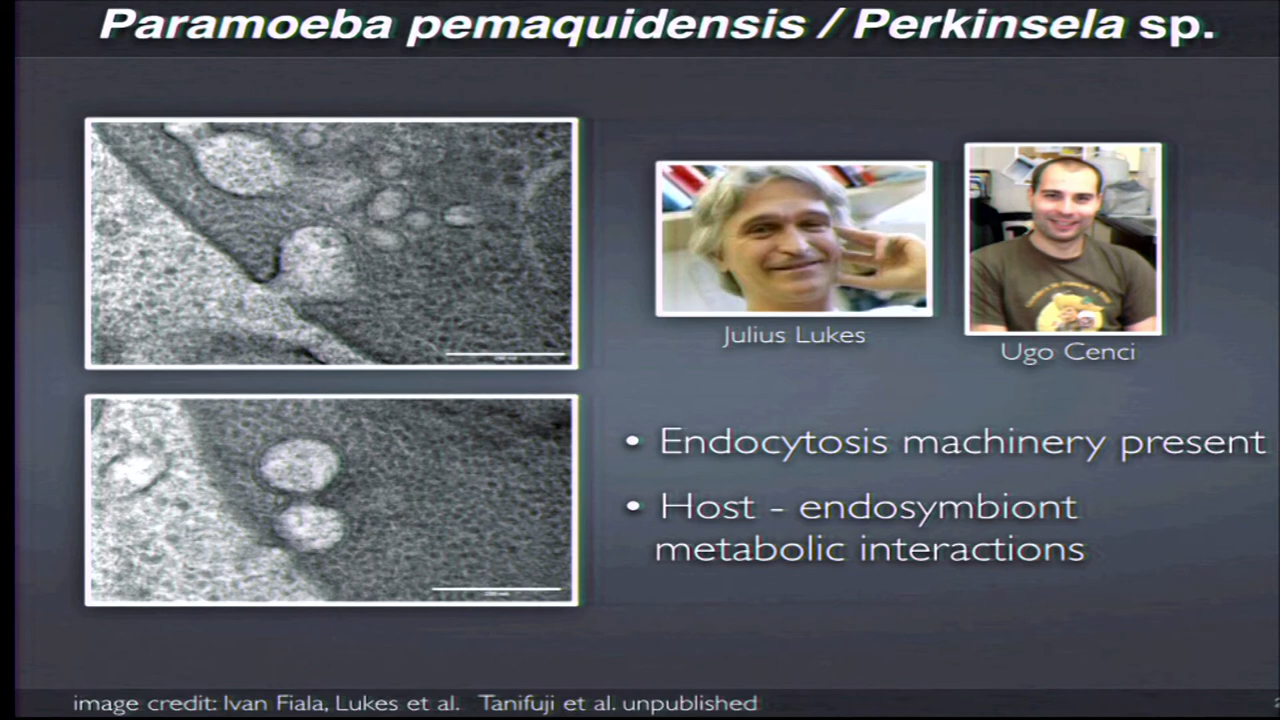 Paramoeba pemaquidensis / Perkinsela sp.
Julius Lukes
Ugo Cenci
• Endocytosis machinery present
• Host - endosymbiont
metabolic interactions
image credit: Ivan Fiala, Lukes et al. Tanifuji et al. unpublished